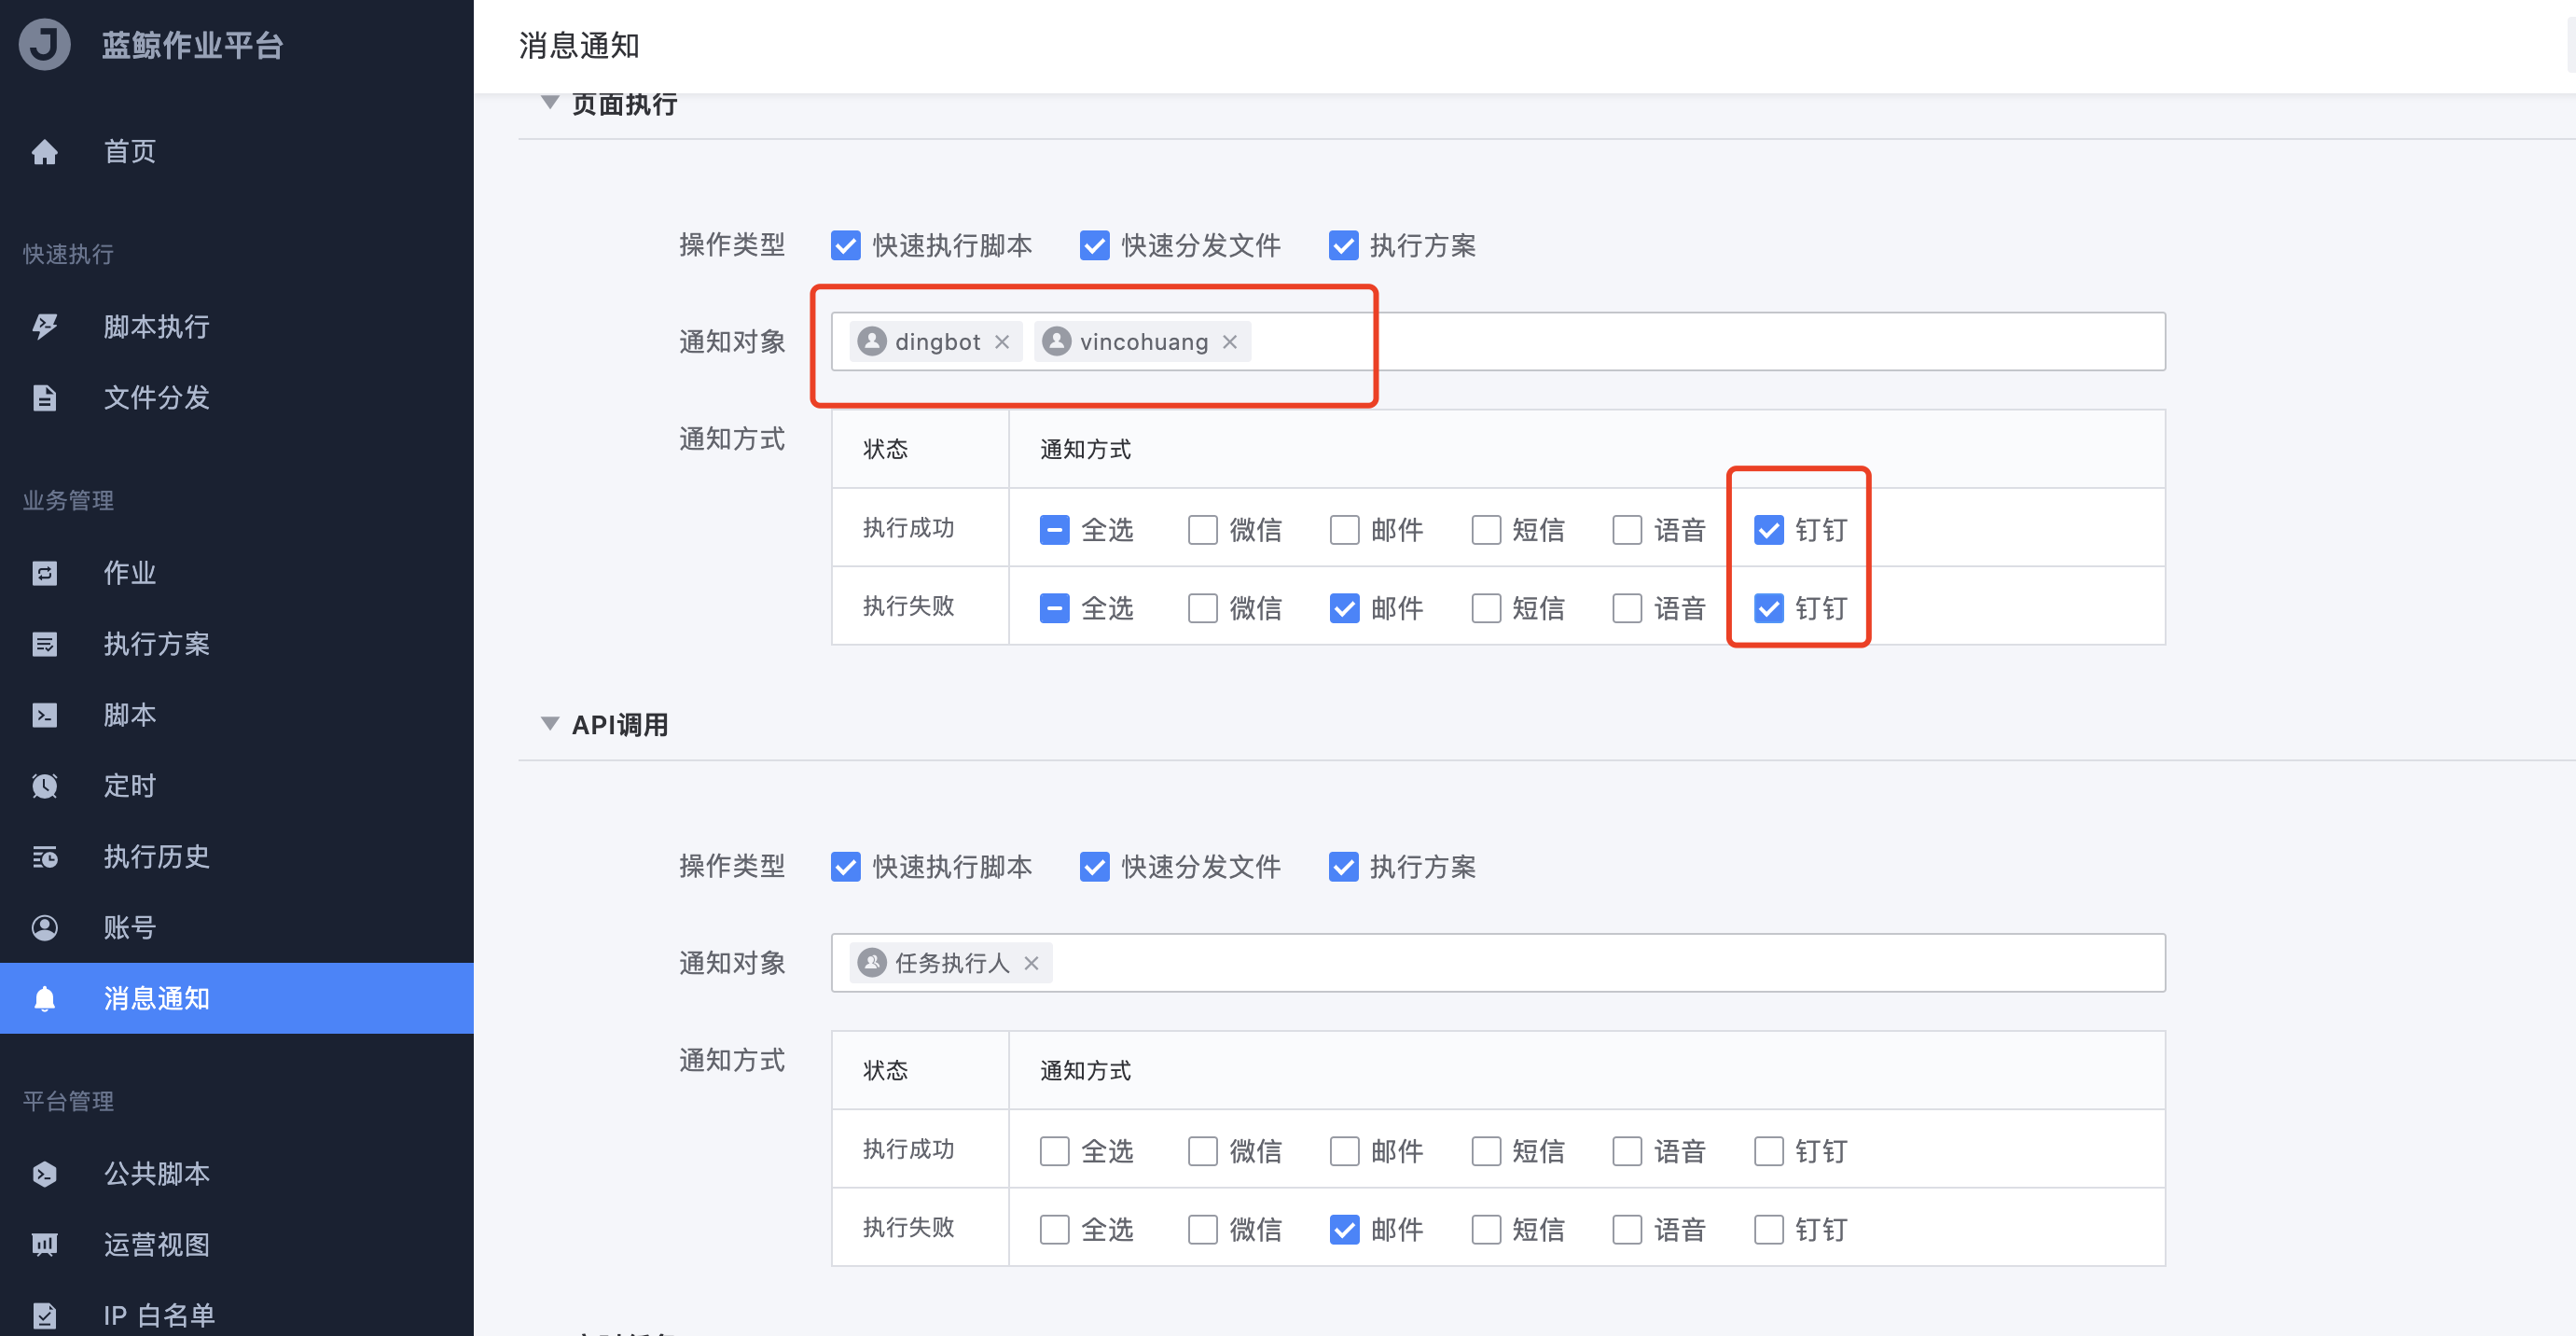 蓝鲸作业平台
首页
快速执行
脚本执行
文件分发
业务管理
作业
执行方案
脚本
定时
执行历史
账号
消息通知
平台管理
公共脚本
运营视图
IP 白名单
消息通知
页面执行
操作类型 快速执行脚本 快速分发文件 执行方案
通知对象 dingbot vincohuang
通知方式 状态 通知方式
执行成功 全选 微信 邮件 短信 语音 钉钉
执行失败 全选 微信 邮件 短信 语音 钉钉
API调用
操作类型 快速执行脚本 快速分发文件 执行方案
通知对象 任务执行人
通知方式 状态 通知方式
执行成功 全选 微信 邮件 短信 语音 钉钉
执行失败 全选 微信 邮件 短信 语音 钉钉